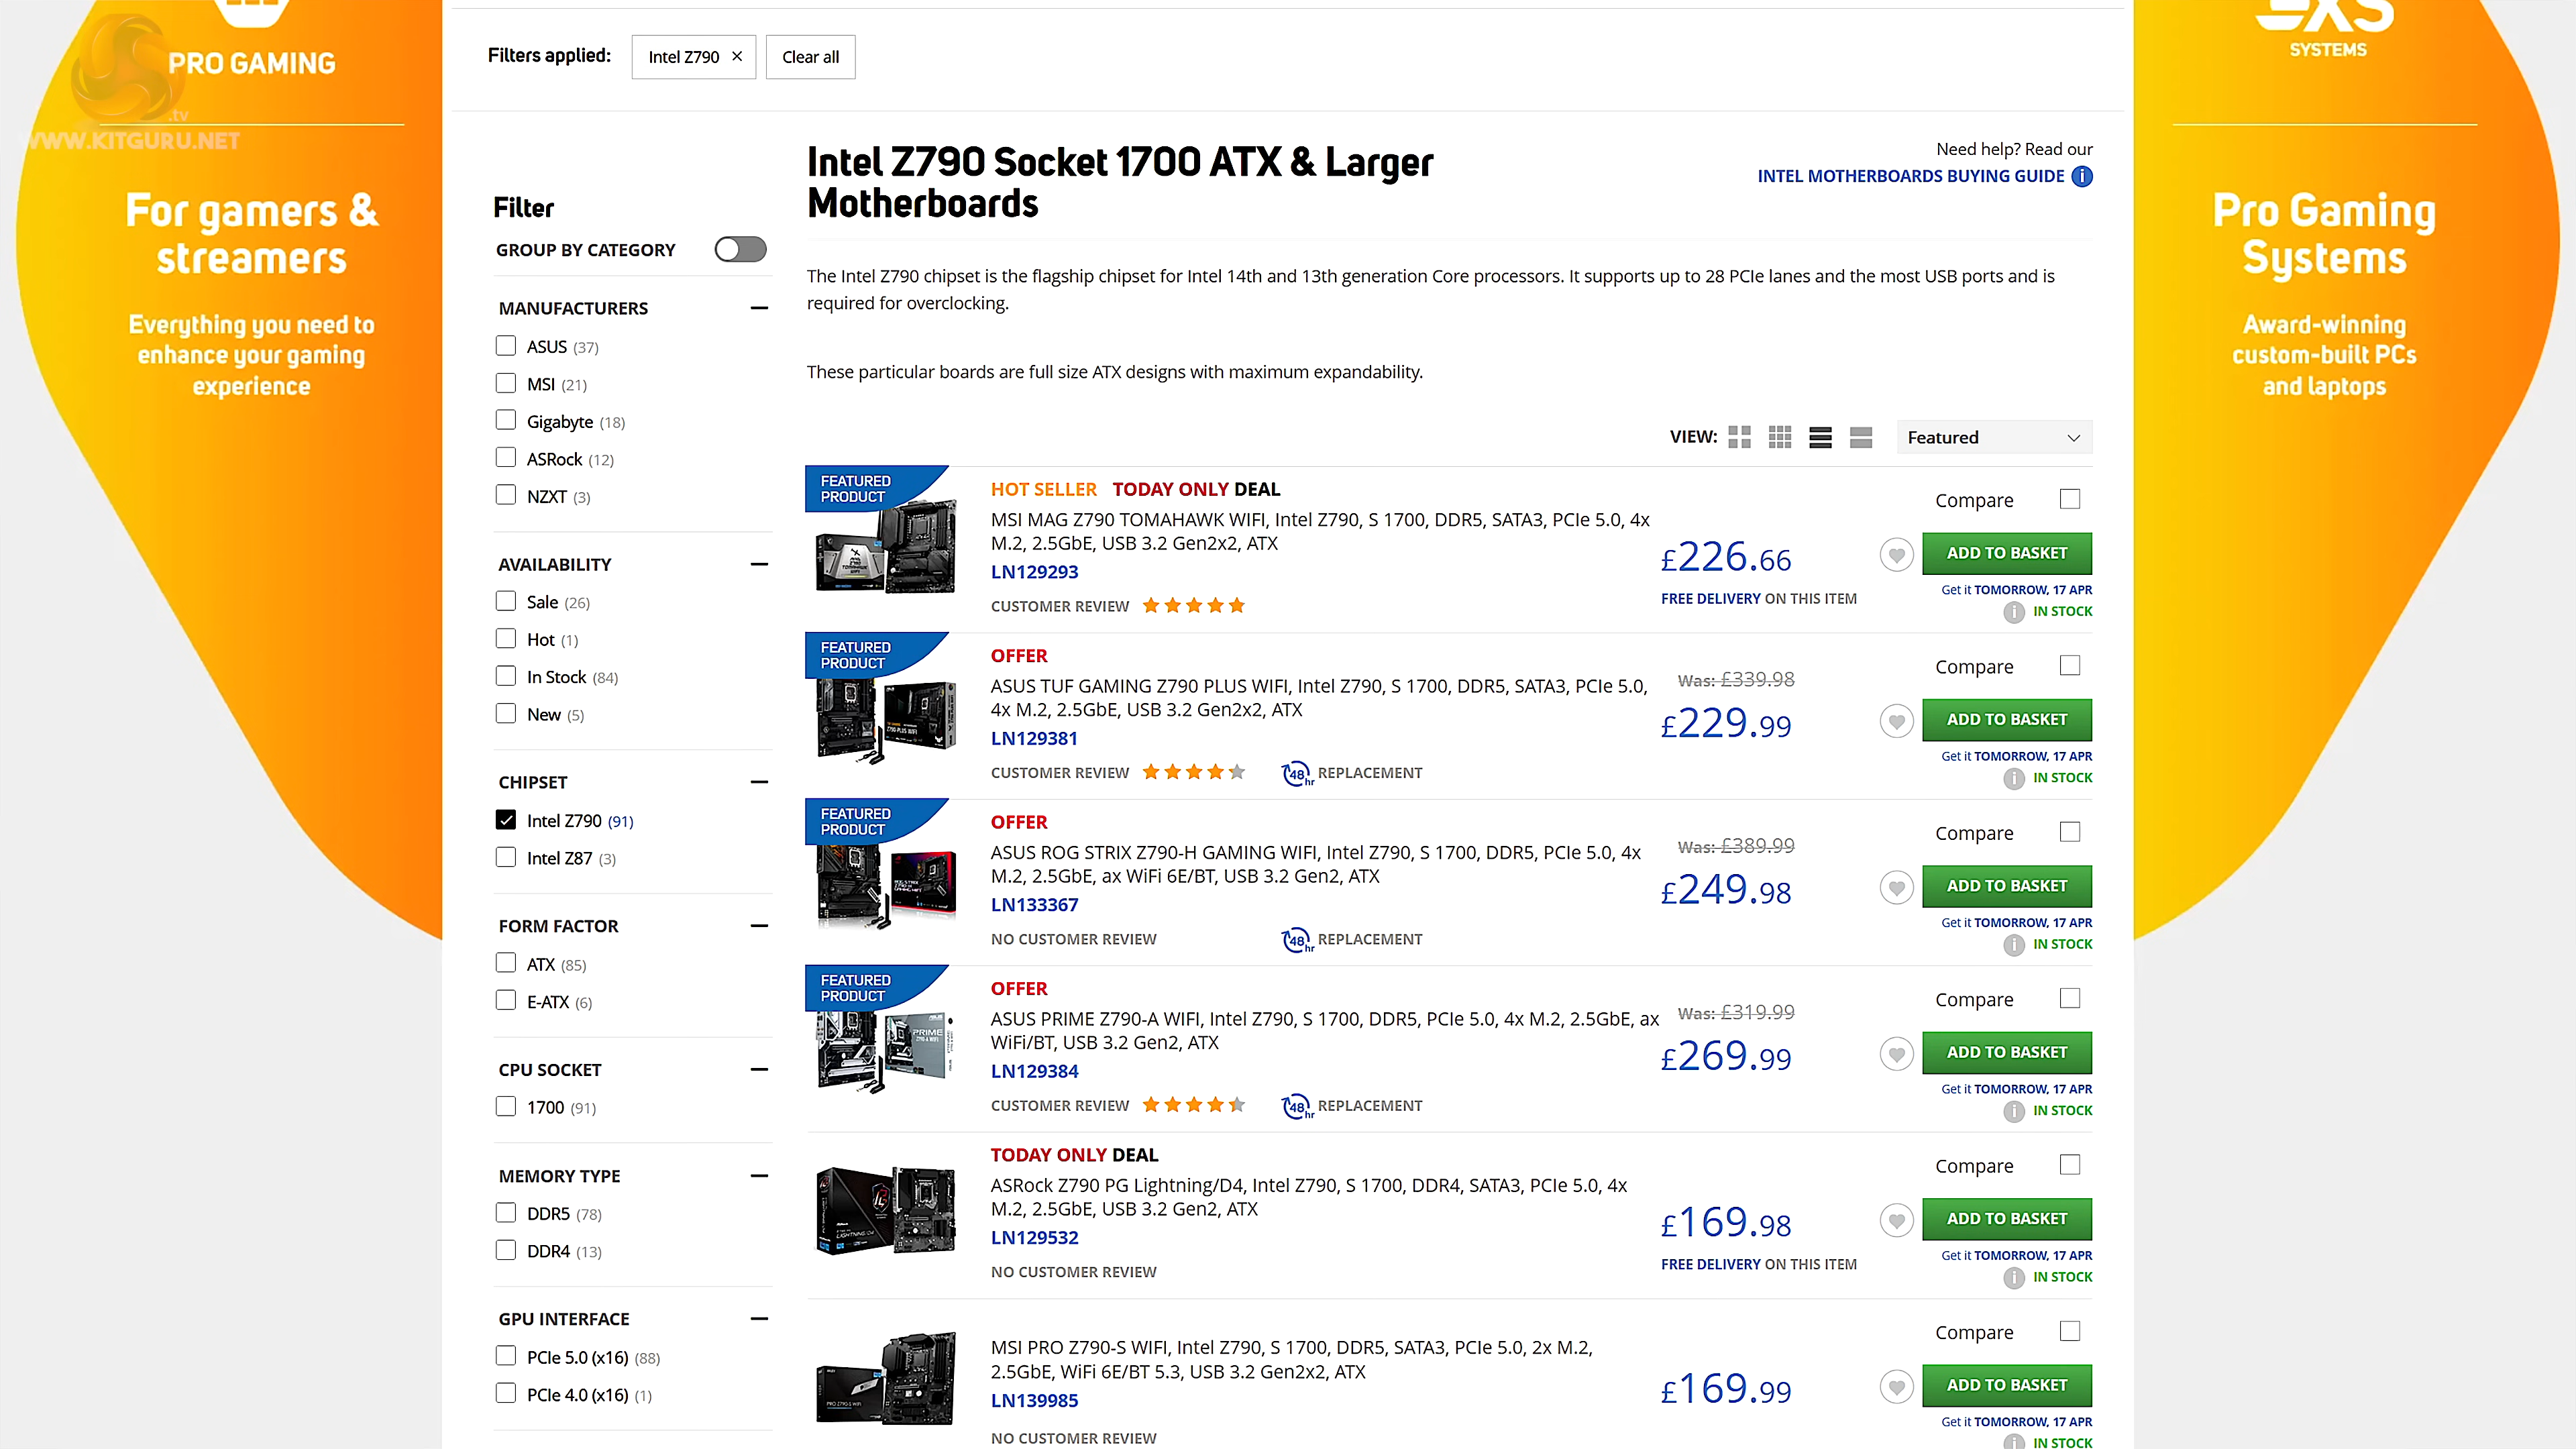 PRO GAMING
.tv
WWW.KITGURU.NET
For gamers &
streamers
Everything you need to
enhance your gaming
experience
Filters applied:
Intel Z790 ×
Clear all
Filter
GROUP BY CATEGORY
MANUFACTURERS
ASUS (37)
MSI (21)
Gigabyte (18)
ASRock (12)
NZXT (3)
AVAILABILITY
Sale (26)
Hot (1)
In Stock (84)
New (5)
CHIPSET
Intel Z790 (91)
Intel Z87 (3)
FORM FACTOR
ATX (85)
E-ATX (6)
CPU SOCKET
1700 (91)
MEMORY TYPE
DDR5 (78)
DDR4 (13)
GPU INTERFACE
PCIe 5.0 (x16) (88)
PCIe 4.0 (x16) (1)
Intel Z790 Socket 1700 ATX & Larger
Motherboards
Need help? Read our
INTEL MOTHERBOARDS BUYING GUIDE i
The Intel Z790 chipset is the flagship chipset for Intel 14th and 13th generation Core processors. It supports up to 28 PCIe lanes and the most USB ports and is
required for overclocking.
These particular boards are full size ATX designs with maximum expandability.
VIEW:
Featured
FEATURED
PRODUCT
HOT SELLER TODAY ONLY DEAL
MSI MAG Z790 TOMAHAWK WIFI, Intel Z790, S 1700, DDR5, SATA3, PCIe 5.0, 4x
M.2, 2.5GbE, USB 3.2 Gen2x2, ATX
LN129293
CUSTOMER REVIEW
£226.66
FREE DELIVERY ON THIS ITEM
Compare
ADD TO BASKET
Get it TOMORROW, 17 APR
i IN STOCK
FEATURED
PRODUCT
OFFER
ASUS TUF GAMING Z790 PLUS WIFI, Intel Z790, S 1700, DDR5, SATA3, PCIe 5.0,
4x M.2, 2.5GbE, USB 3.2 Gen2x2, ATX
LN129381
CUSTOMER REVIEW
48hr REPLACEMENT
Was: £339.98
£229.99
Compare
ADD TO BASKET
Get it TOMORROW, 17 APR
i IN STOCK
FEATURED
PRODUCT
OFFER
ASUS ROG STRIX Z790-H GAMING WIFI, Intel Z790, S 1700, DDR5, PCIe 5.0, 4x
M.2, 2.5GbE, ax WiFi 6E/BT, USB 3.2 Gen2, ATX
LN133367
NO CUSTOMER REVIEW
48hr REPLACEMENT
Was: £389.99
£249.98
Compare
ADD TO BASKET
Get it TOMORROW, 17 APR
i IN STOCK
FEATURED
PRODUCT
PRIME
OFFER
ASUS PRIME Z790-A WIFI, Intel Z790, S 1700, DDR5, PCIe 5.0, 4x M.2, 2.5GbE, ax
WiFi/BT, USB 3.2 Gen2, ATX
LN129384
CUSTOMER REVIEW
48hr REPLACEMENT
Was: £319.99
£269.99
Compare
ADD TO BASKET
Get it TOMORROW, 17 APR
i IN STOCK
TODAY ONLY DEAL
ASRock Z790 PG Lightning/D4, Intel Z790, S 1700, DDR4, SATA3, PCIe 5.0, 4x
M.2, 2.5GbE, USB 3.2 Gen2, ATX
LN129532
NO CUSTOMER REVIEW
£169.98
FREE DELIVERY ON THIS ITEM
Compare
ADD TO BASKET
Get it TOMORROW, 17 APR
i IN STOCK
MSI PRO Z790-S WIFI, Intel Z790, S 1700, DDR5, SATA3, PCIe 5.0, 2x M.2,
2.5GbE, WiFi 6E/BT 5.3, USB 3.2 Gen2x2, ATX
LN139985
NO CUSTOMER REVIEW
£169.99
Compare
ADD TO BASKET
Get it TOMORROW, 17 APR
i IN STOCK
SYSTEMS
Pro Gaming
Systems
Award-winning
custom-built PCs
and laptops